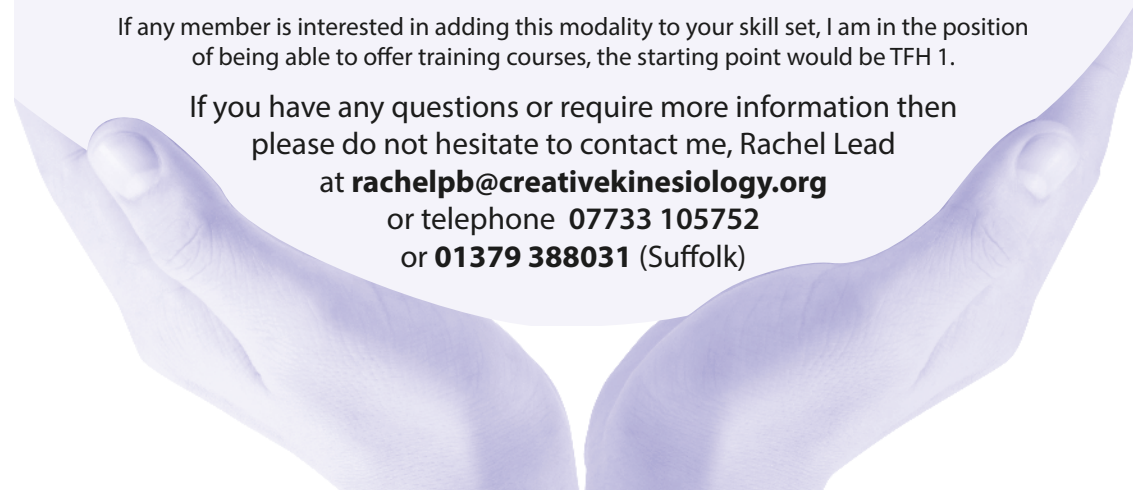 If any member is interested in adding this modality to your skill set, I am in the position
of being able to offer training courses, the starting point would be TFH 1.
If you have any questions or require more information then
please do not hesitate to contact me, Rachel Lead
at rachelpb@creativekinesiology.org
or telephone 07733 105752
or 01379 388031 (Suffolk)